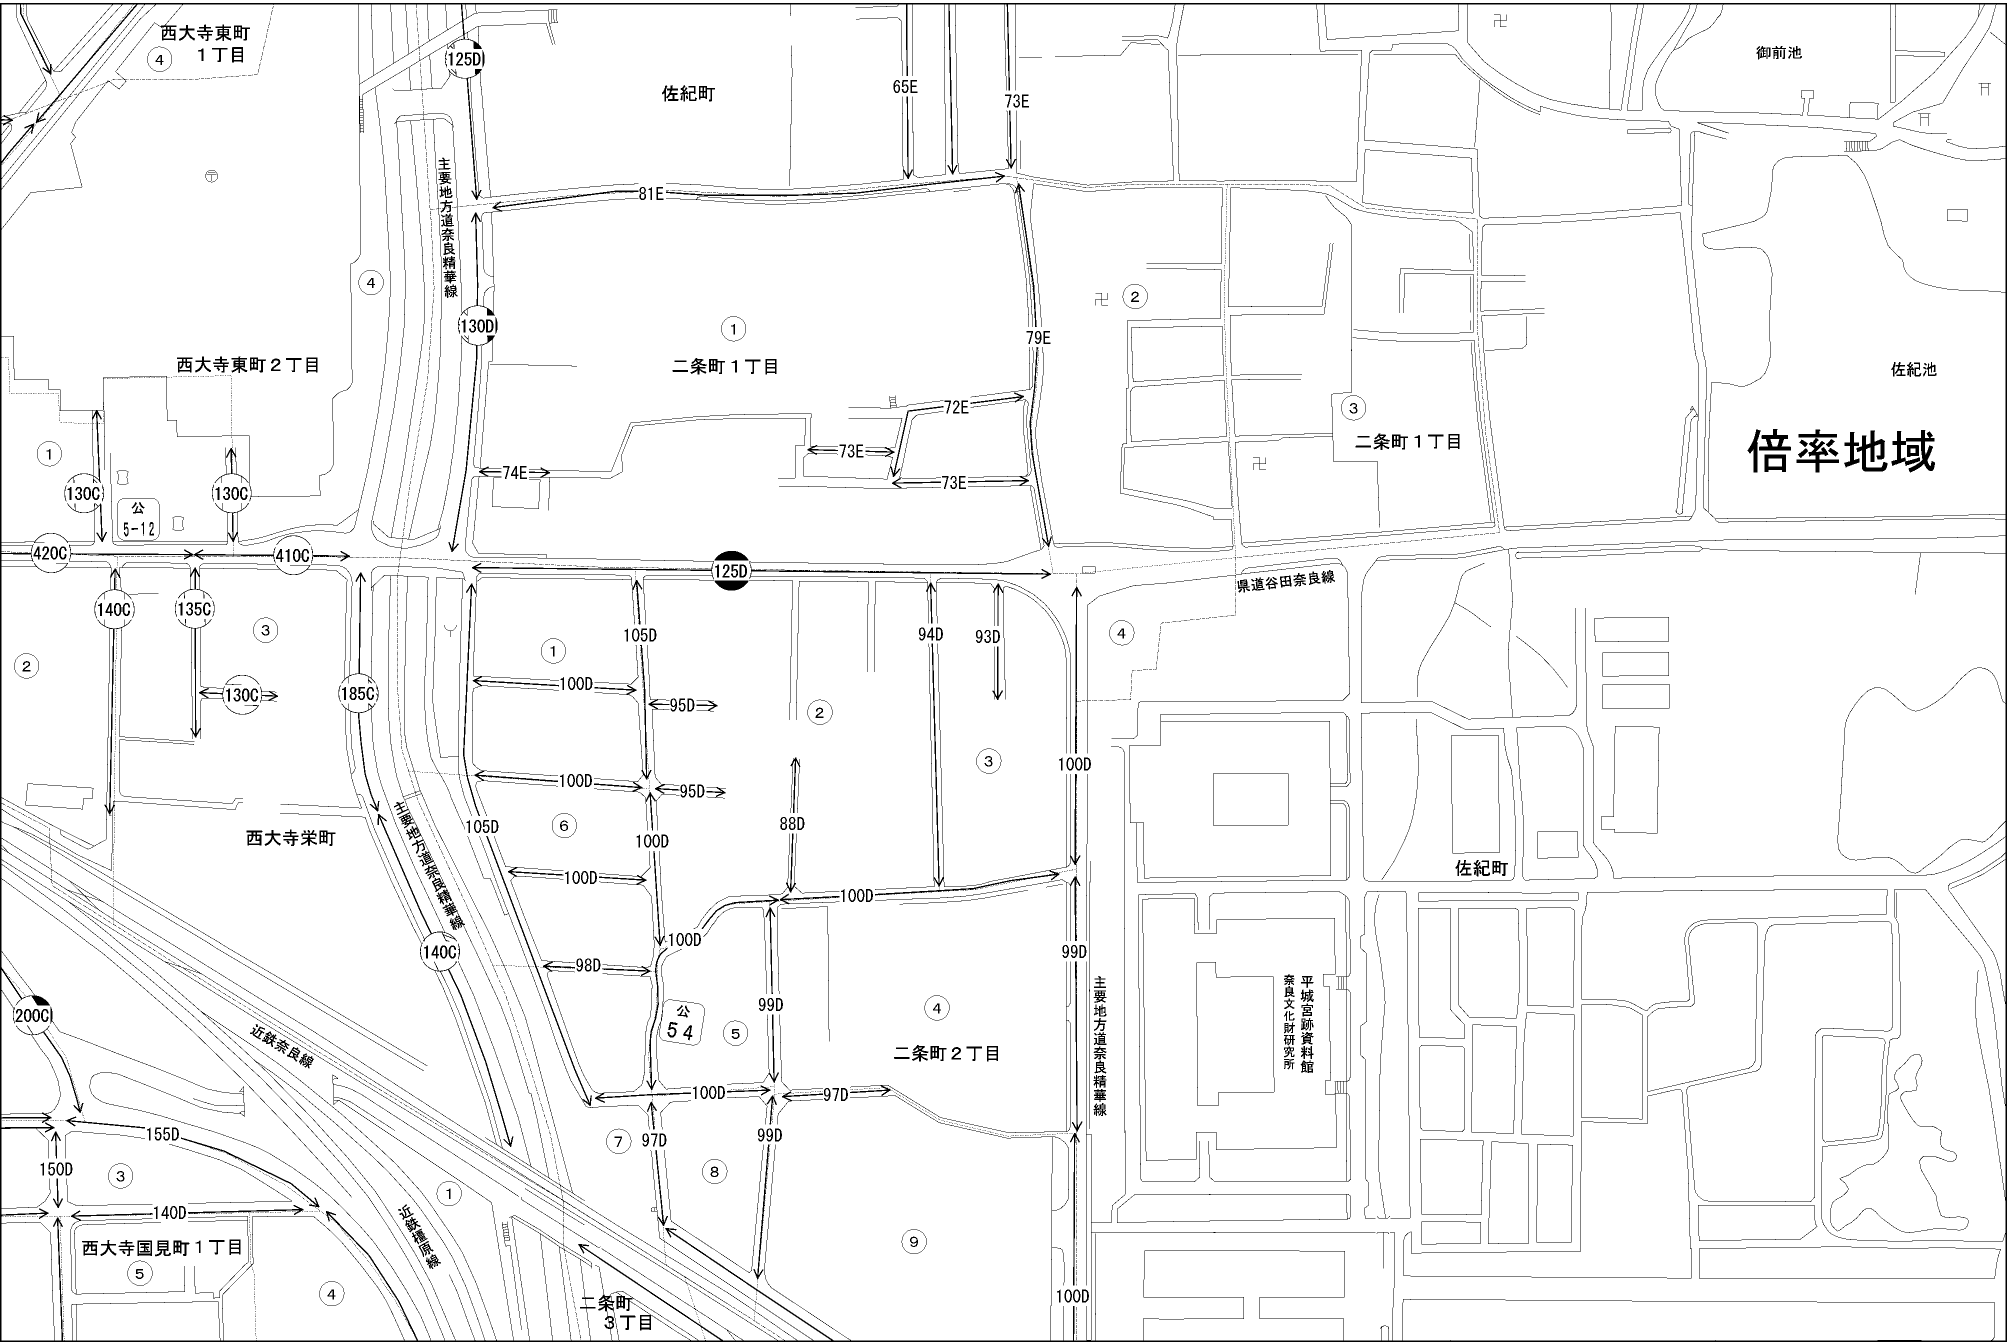 西大寺東町
1丁目
④
125D
佐紀町
65E
73E
卍
御前池
主要地方道奈良精華線
81E
④
130D
①
二条町1丁目
79E
卍
②
西大寺東町2丁目
72E
③
二条町1丁目
佐紀池
倍率地域
①
130C
130C
公
5-12
74E
73E
73E
卍
420C
410C
125D
県道谷田奈良線
140C
135C
③
105D
94D
93D
④
②
①
130C
185C
100D
95D
②
③
100D
100D
95D
主要地方道奈良精華線
西大寺栄町
105D
⑥
100D
88D
佐紀町
100D
100D
140C
100D
98D
99D
99D
200C
公
54
⑤
④
二条町2丁目
主要地方道奈良精華線
平城宮跡資料館
奈良文化財研究所
近鉄奈良線
100D
97D
155D
⑦
97D
99D
150D
③
⑧
①
140D
近鉄橿原線
西大寺国見町1丁目
⑤
④
⑨
二条町
3丁目
100D